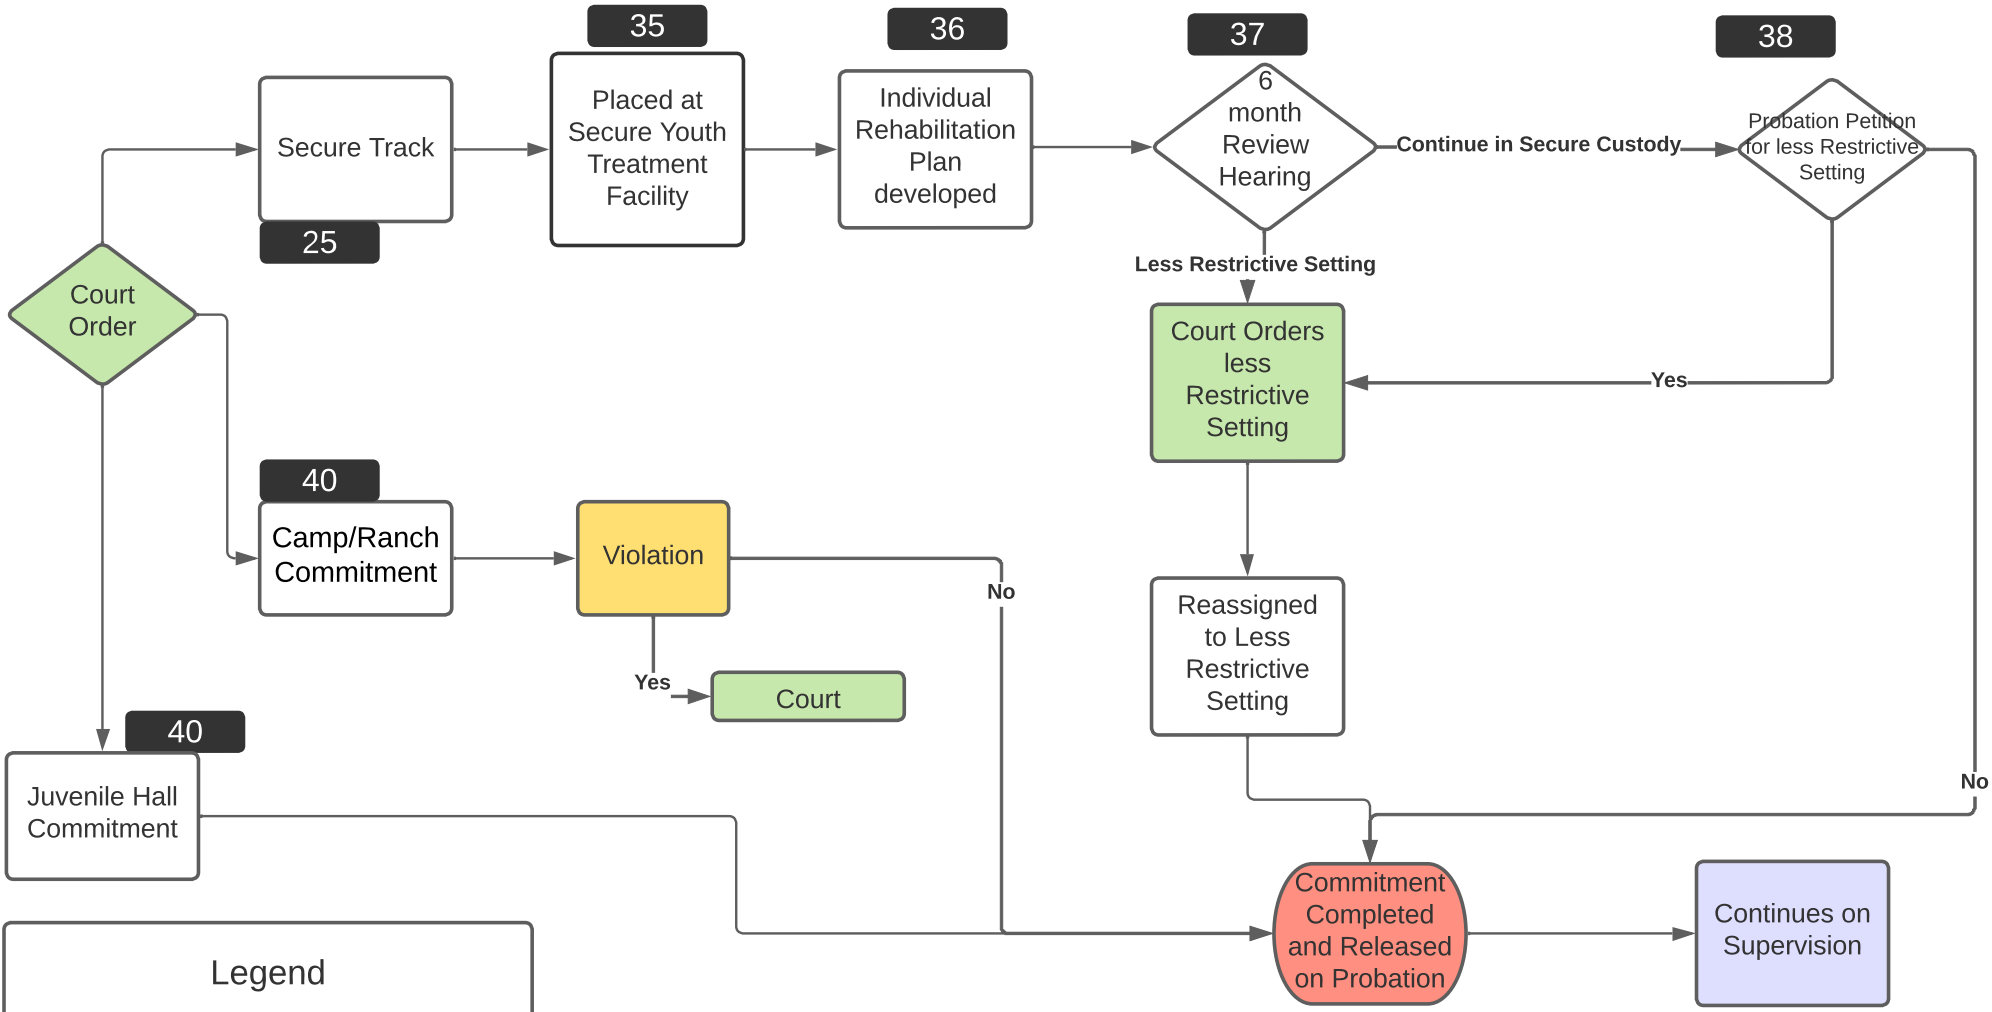 35
36
37
38
Secure Track
25
Placed at
Secure Youth
Treatment
Facility
Individual
Rehabilitation
Plan
developed
6
month
Review
Hearing
Continue in Secure Custody
Probation Petition
for less Restrictive
Setting
Less Restrictive Setting
Court
Order
Court Orders
less
Restrictive
Setting
Yes
40
Camp/Ranch
Commitment
Violation
No
Yes
Court
Reassigned
to Less
Restrictive
Setting
40
Juvenile Hall
Commitment
No
Commitment
Completed
and Released
on Probation
Continues on
Supervision
Legend